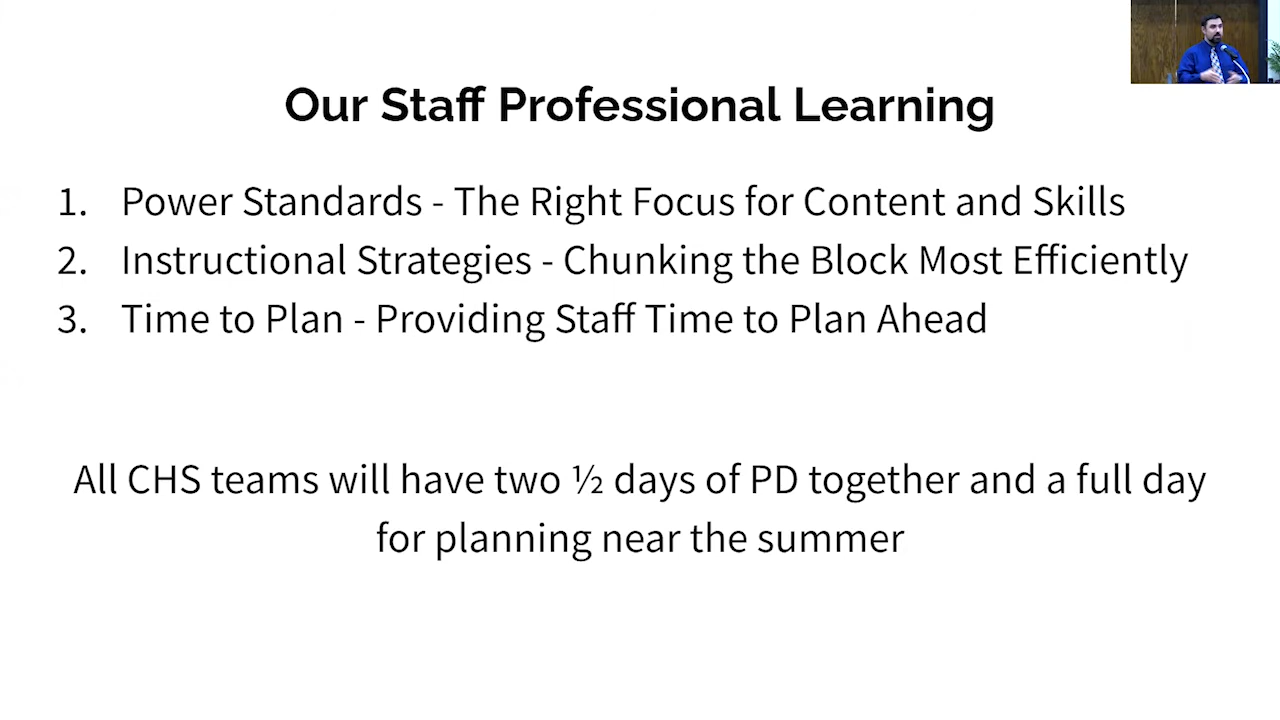 Our Staff Professional Learning
1. Power Standards - The Right Focus for Content and Skills
2. Instructional Strategies - Chunking the Block Most Efficiently
3. Time to Plan - Providing Staff Time to Plan Ahead
All CHS teams will have two ½ days of PD together and a full day
for planning near the summer